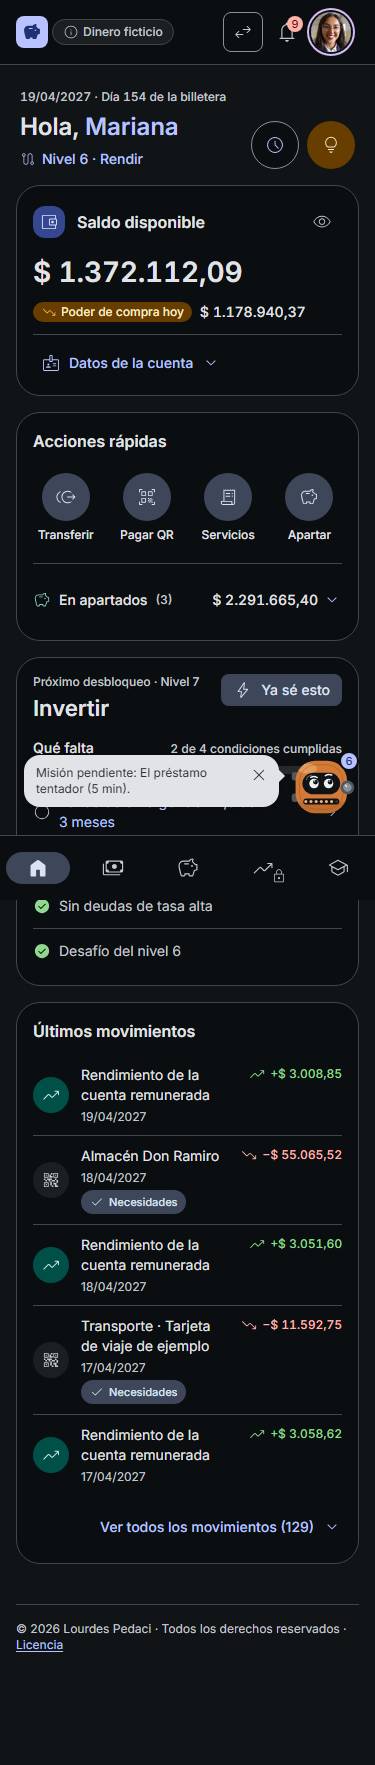 Dinero ficticio
9
19/04/2027 · Día 154 de la billetera
Hola, Mariana
Nivel 6 · Rendir
Saldo disponible
$ 1.372.112,09
Poder de compra hoy $ 1.178.940,37
Datos de la cuenta
Acciones rápidas
Transferir Pagar QR Servicios Apartar
En apartados (3) $ 2.291.665,40
Próximo desbloqueo · Nivel 7
Invertir
Ya sé esto
Qué falta 2 de 4 condiciones cumplidas
Misión pendiente: El préstamo
tentador (5 min).
6
3 meses
Sin deudas de tasa alta
Desafío del nivel 6
Últimos movimientos
Rendimiento de la
cuenta remunerada
+$ 3.008,85
19/04/2027
Almacén Don Ramiro −$ 55.065,52
18/04/2027
Necesidades
Rendimiento de la
cuenta remunerada
+$ 3.051,60
18/04/2027
Transporte · Tarjeta
de viaje de ejemplo
−$ 11.592,75
17/04/2027
Necesidades
Rendimiento de la
cuenta remunerada
+$ 3.058,62
17/04/2027
Ver todos los movimientos (129)
© 2026 Lourdes Pedaci · Todos los derechos reservados ·
Licencia